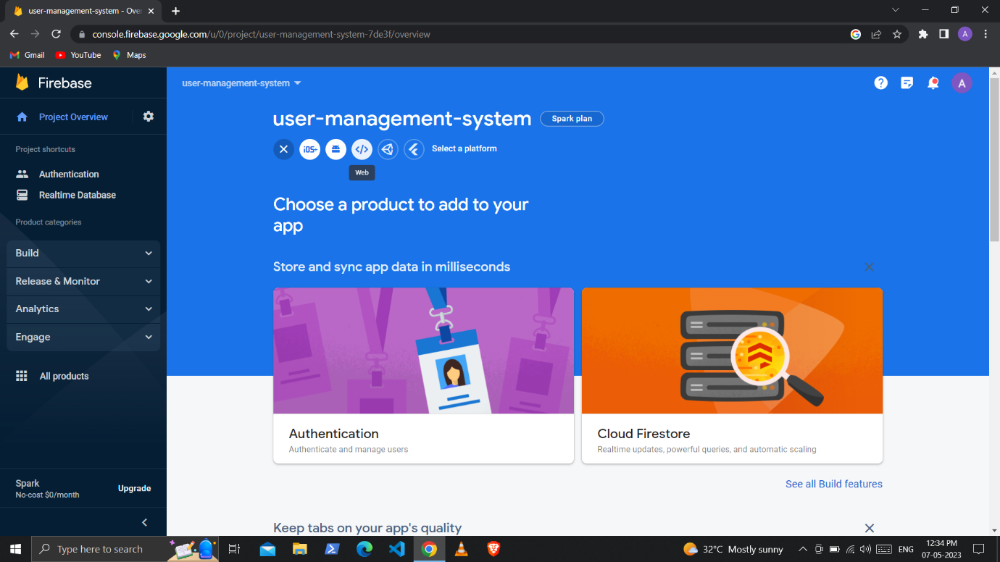 user-management-system - Over
console.firebase.google.com/u/0/project/user-management-system-7de3f/overview
G
A
Gmail
YouTube
Maps
Firebase
user-management-system
?
A
Project Overview
user-management-system
Spark plan
iOS+
</>
Select a platform
Web
Project shortcuts
Authentication
Realtime Database
Product categories
Build
Release & Monitor
Analytics
Engage
All products
Choose a product to add to your
app
Store and sync app data in milliseconds
Authentication
Authenticate and manage users
Cloud Firestore
Realtime updates, powerful queries, and automatic scaling
See all Build features
Keep tabs on your app's quality
Spark
No-cost $0/month
Upgrade
Type here to search
32°C Mostly sunny
ENG
12:34 PM
07-05-2023